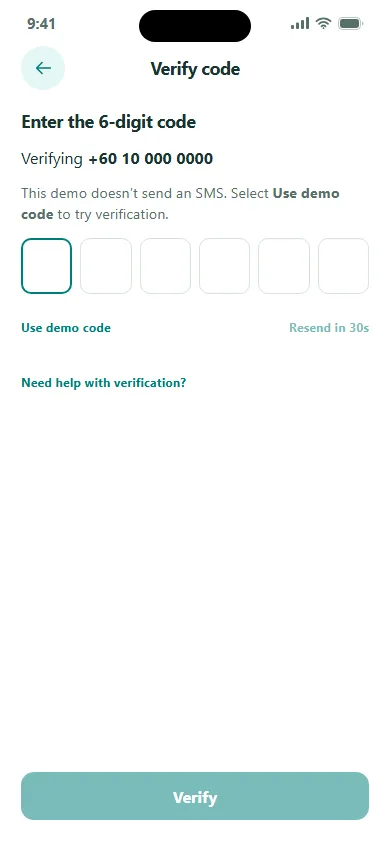 9:41
Verify code
Enter the 6-digit code
Verifying +60 10 000 0000
This demo doesn’t send an SMS. Select Use demo
code to try verification.
Use demo code
Resend in 30s
Need help with verification?
Verify